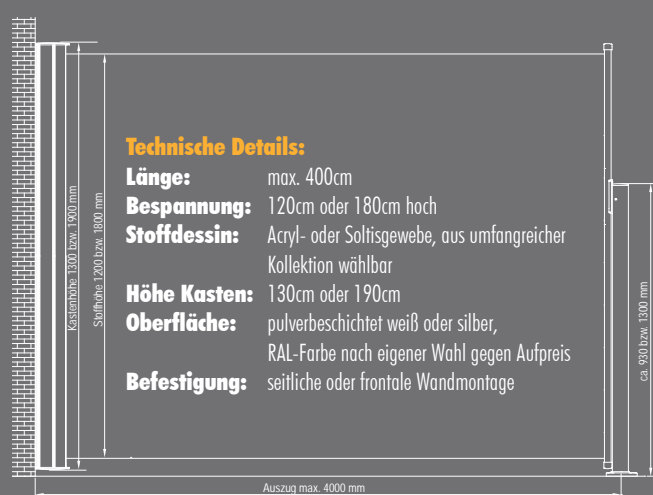 Technische Details:
Länge: max. 400cm
Bespannung: 120cm oder 180cm hoch
Stoffdessin: Acryl- oder Soltisgewebe, aus umfangreicher
Kollektion wählbar
Höhe Kasten: 130cm oder 190cm
Oberfläche: pulverbeschichtet weiß oder silber,
RAL-Farbe nach eigener Wahl gegen Aufpreis
Befestigung: seitliche oder frontale Wandmontage
Kastenhöhe 1300 bzw. 1900 mm
Stoffhöhe 1200 bzw. 1800 mm
ca. 930 bzw. 1300 mm
Auszug max. 4000 mm